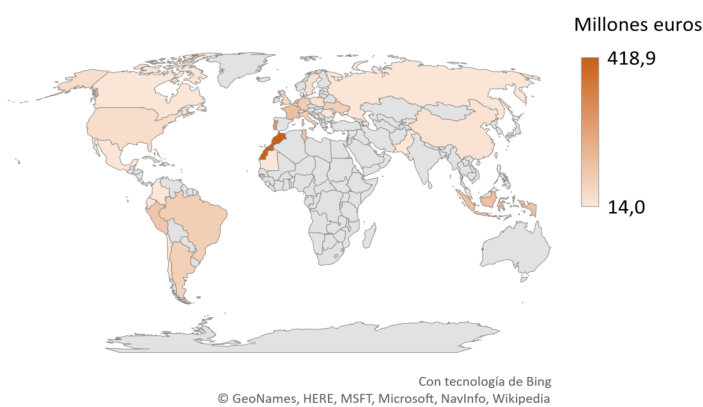 Millones euros
418,9
14,0
Con tecnología de Bing
© GeoNames, HERE, MSFT, Microsoft, NavInfo, Wikipedia